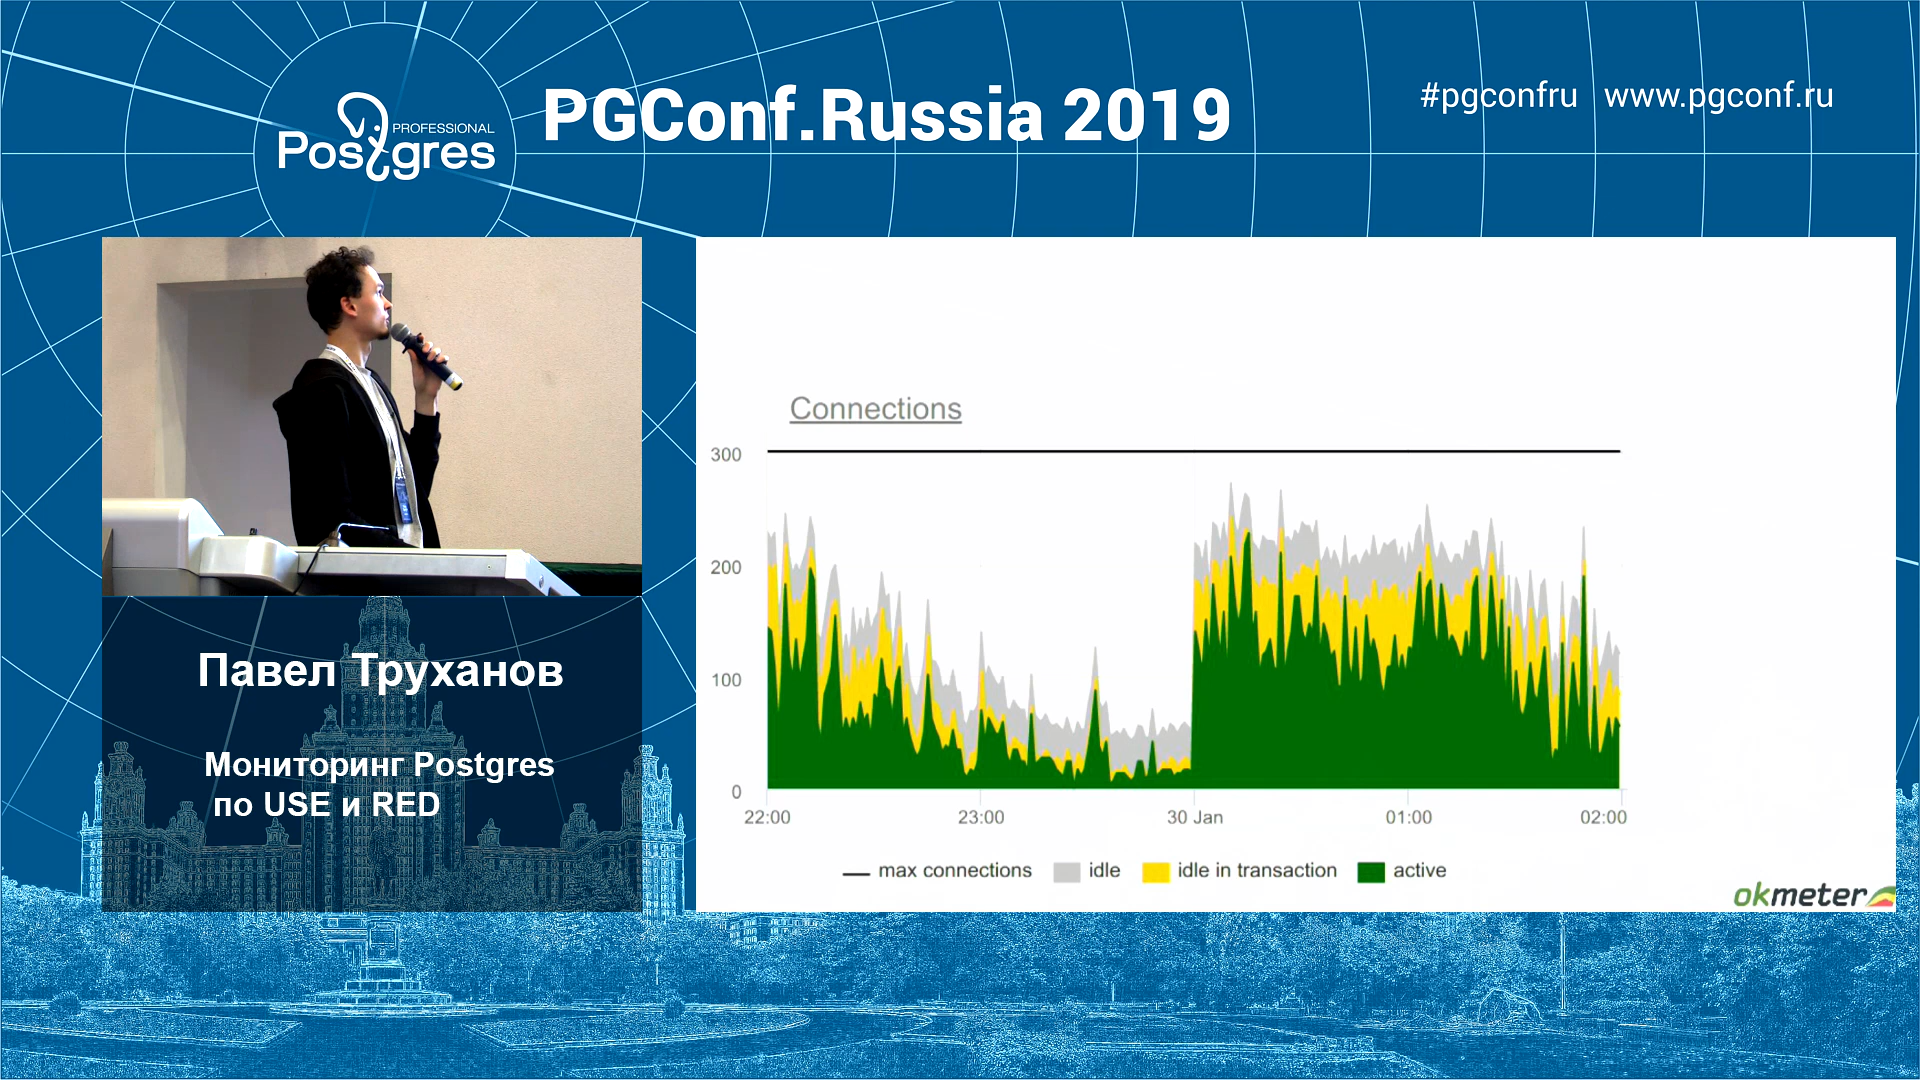 PROFESSIONAL
Postgres
PGConf.Russia 2019
#pgconfru www.pgconf.ru
Павел Труханов
Мониторинг Postgres
по USE и RED
Connections
300
200
100
0
22:00 23:00 30 Jan 01:00 02:00
max connections idle idle in transaction active
okmeter